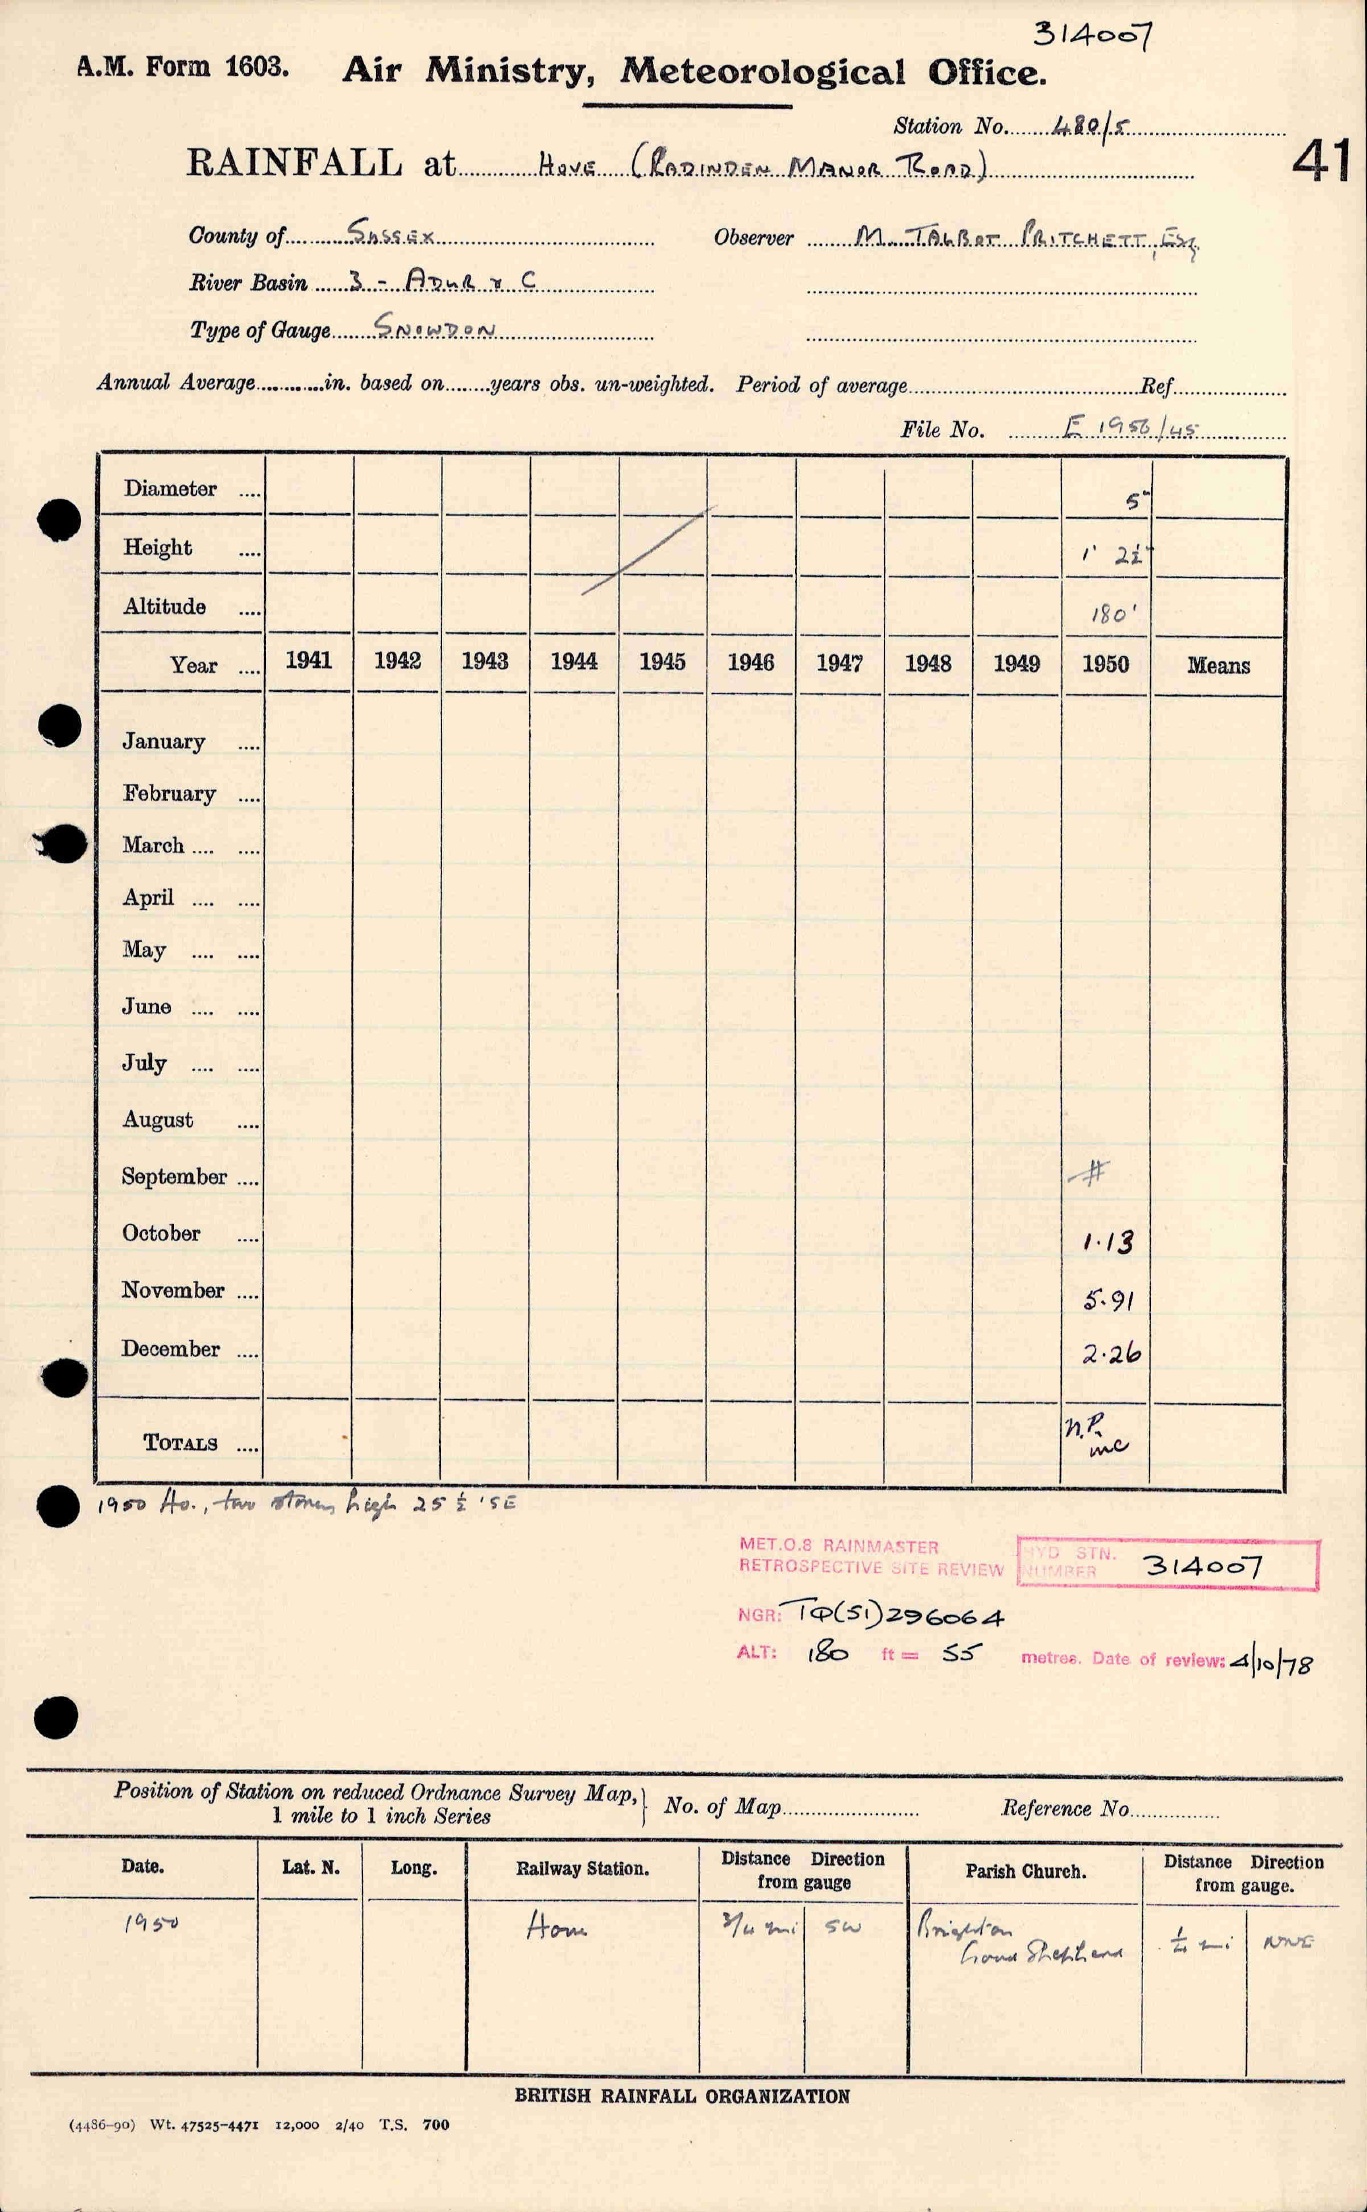 314007
A.M. Form 1603. Air Ministry, Meteorological Office.
Station No. 480/5
41
RAINFALL at HOVE (RADINDEN MANOR ROAD)
County of SUSSEX Observer M. TALBOT PRITCHETT, Esq
River Basin 3 - ADUR & C
Type of Gauge SNOWDON
Annual Average in. based on years obs. un-weighted. Period of average Ref
File No. E 1956/45
Diameter .... 5"
Height .... 1' 2½"
Altitude .... 180'
Year .... 1941 1942 1943 1944 1945 1946 1947 1948 1949 1950 Means
January ....
February ....
March .... ....
April .... ....
May .... ....
June .... ....
July .... ....
August ....
September .... #
October .... 1.13
November .... 5.91
December .... 2.26
TOTALS .... N.P. inc
1950 Ho., two storeys high 25½' SE
MET.O.8 RAINMASTER
RETROSPECTIVE SITE REVIEW
HYD STN. NUMBER 314007
NGR: TQ(51)296064
ALT: 180 ft = 55 metres. Date of review: 4/10/78
Position of Station on reduced Ordnance Survey Map,
1 mile to 1 inch Series
No. of Map Reference No.
Date. Lat. N. Long. Railway Station. Distance Direction from gauge Parish Church. Distance Direction from gauge.
1950 Hove 3/4 mi SW Brighton Good Shepherd ¼ mi NNE
BRITISH RAINFALL ORGANIZATION
(4486-90) Wt. 47525-4471 12,000 2/40 T.S. 700